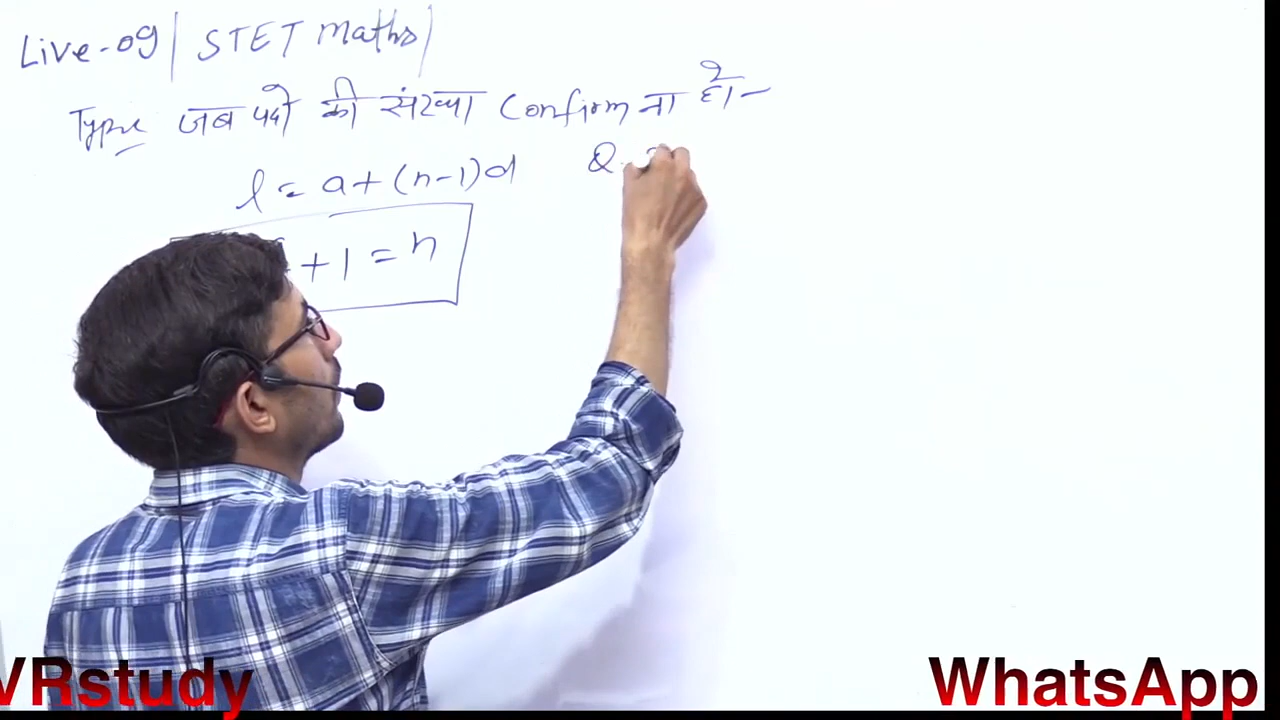 Live-09 | STET Maths |
Type जब पदो की संख्या Confirm ना हो -
l = a + (n-1)d
Q.
+ 1 = n
VRstudy
WhatsApp